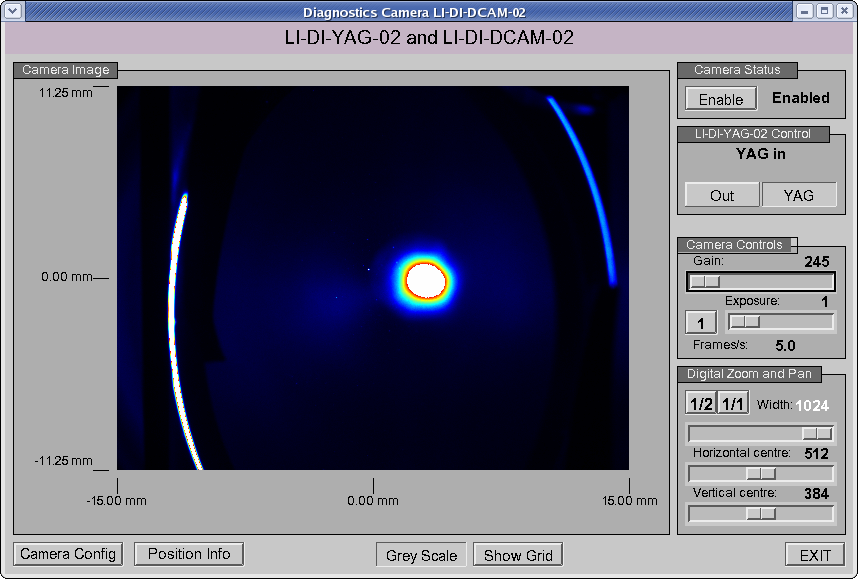 Diagnostics Camera LI-DI-DCAM-02
LI-DI-YAG-02 and LI-DI-DCAM-02
Camera Image
11.25 mm
0.00 mm
-11.25 mm
-15.00 mm
0.00 mm
15.00 mm
Camera Status
Enable
Enabled
LI-DI-YAG-02 Control
YAG in
Out
YAG
Camera Controls
Gain: 245
Exposure: 1
1
Frames/s: 5.0
Digital Zoom and Pan
1/2 1/1 Width: 1024
Horizontal centre: 512
Vertical centre: 384
Camera Config
Position Info
Grey Scale
Show Grid
EXIT